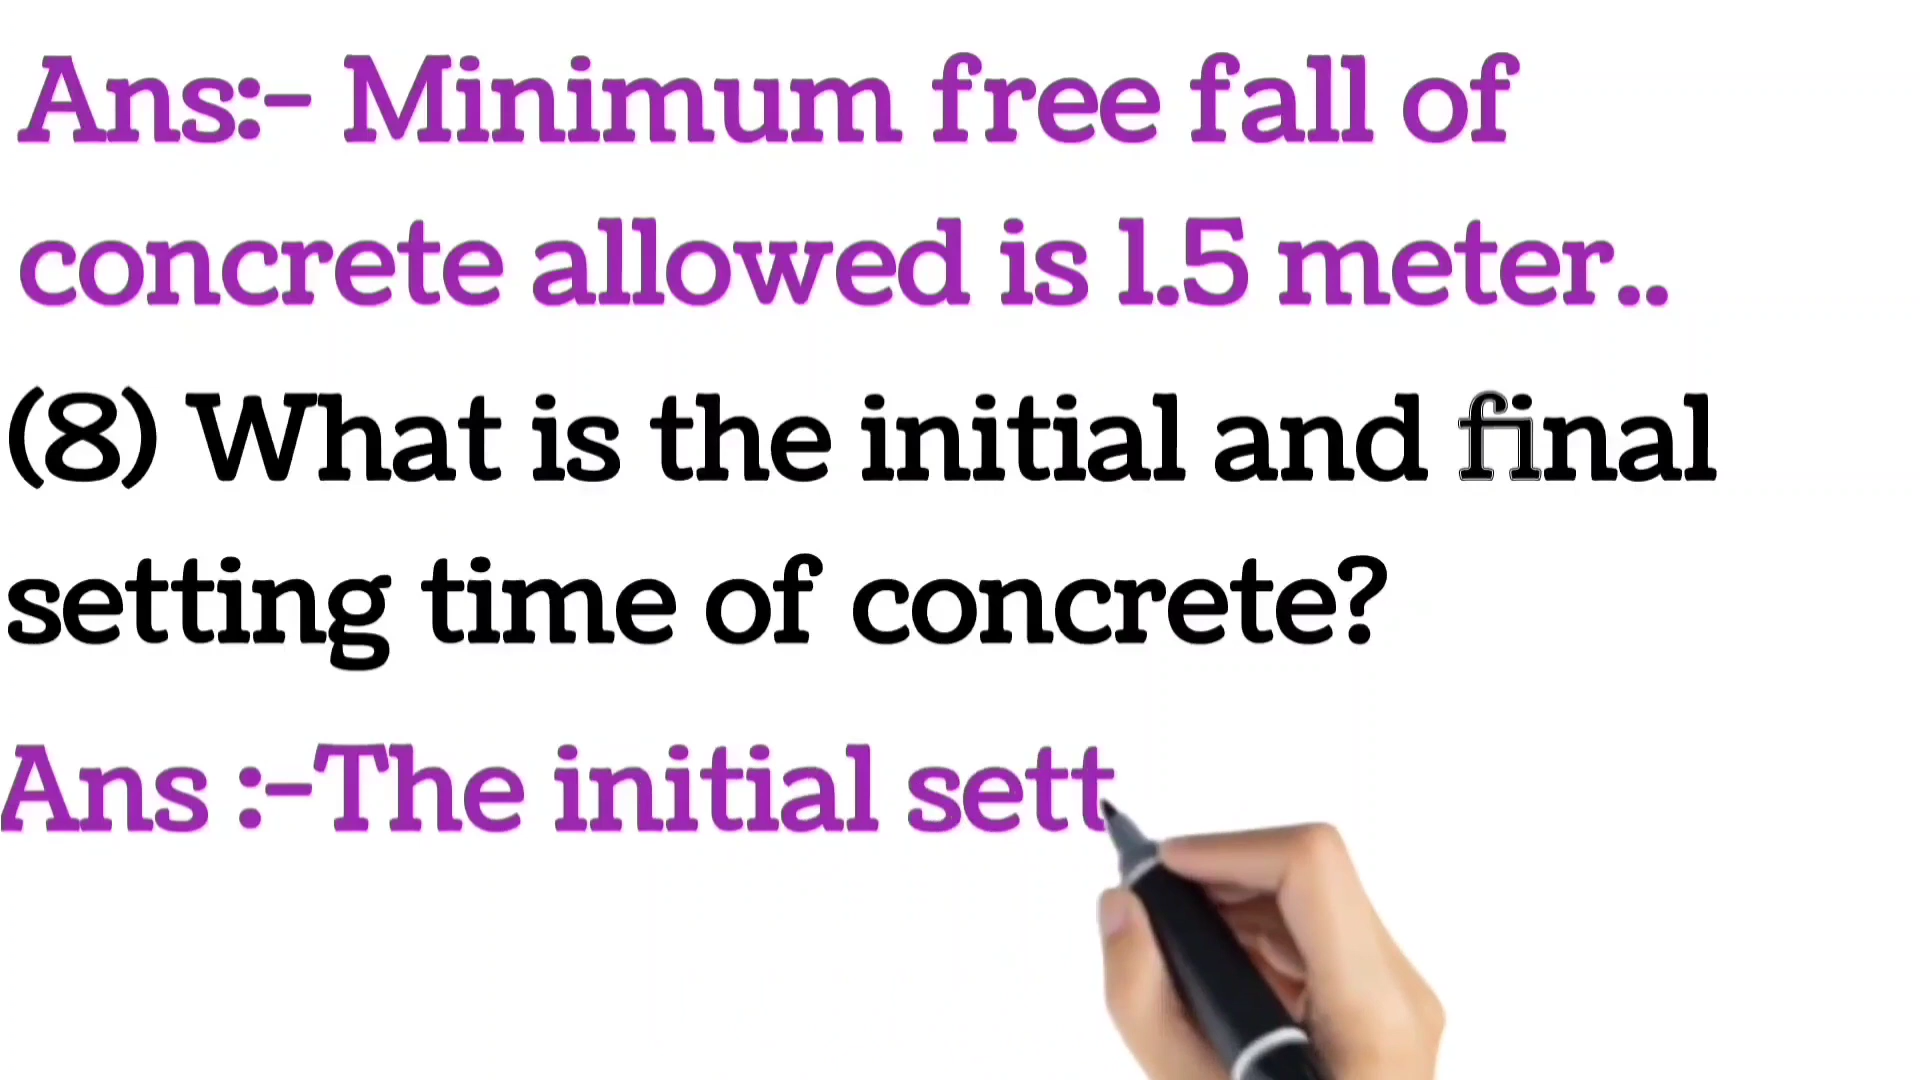 Ans:- Minimum free fall of
concrete allowed is 1.5 meter..
(8) What is the initial and final
setting time of concrete?
Ans :-The initial sett